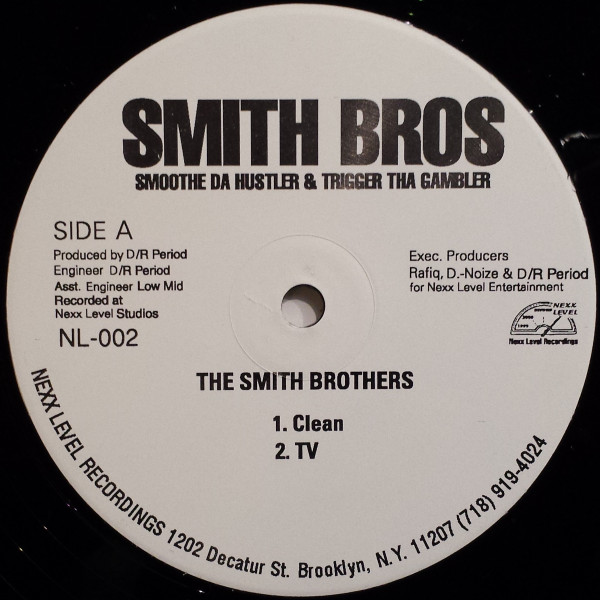 SMITH BROS
SMOOTHE DA HUSTLER & TRIGGER THA GAMBLER
SIDE A
Produced by D/R Period
Engineer D/R Period
Asst. Engineer Low Mid
Recorded at
Nexx Level Studios
NL-002
Exec. Producers
Rafiq, D.-Noize & D/R Period
for Nexx Level Entertainment
NEXX
LEVEL
Nexx Level Recordings
THE SMITH BROTHERS
1. Clean
2. TV
NEXX LEVEL RECORDINGS 1202 Decatur St. Brooklyn, N.Y. 11207 (718) 919-4024